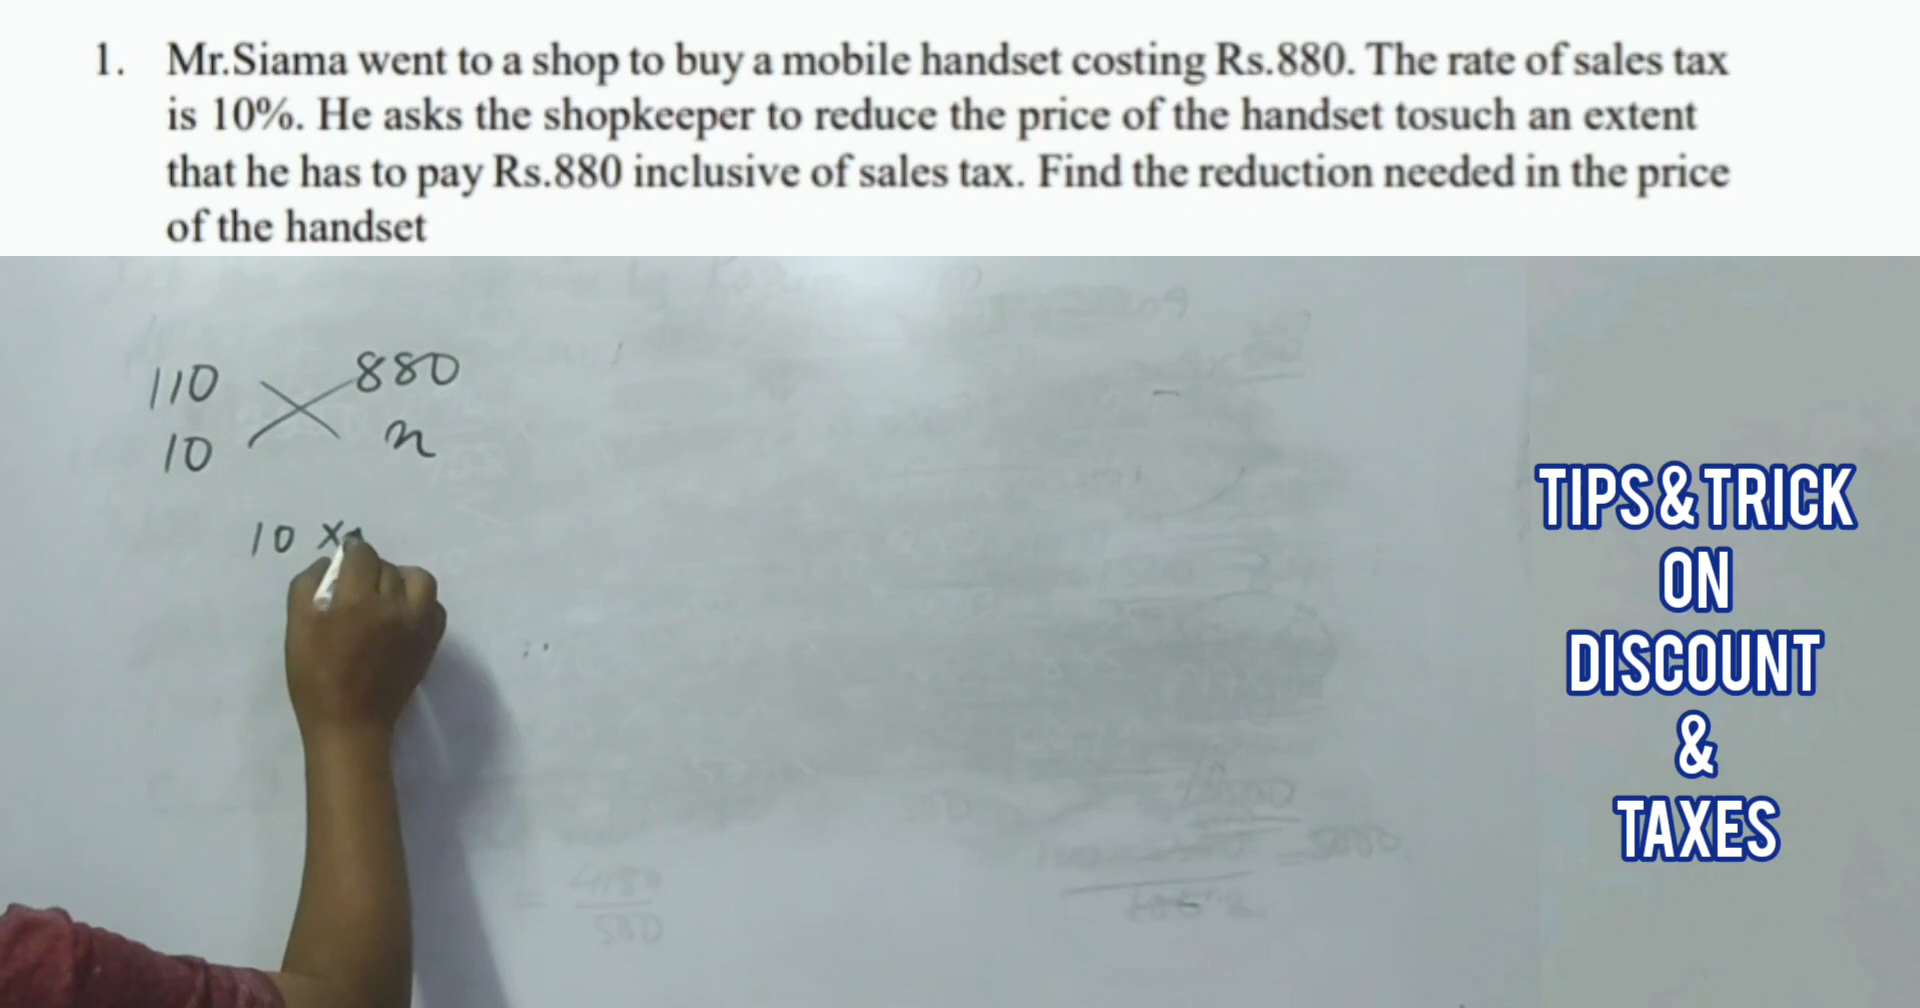 1. Mr.Siama went to a shop to buy a mobile handset costing Rs.880. The rate of sales tax
is 10%. He asks the shopkeeper to reduce the price of the handset tosuch an extent
that he has to pay Rs.880 inclusive of sales tax. Find the reduction needed in the price
of the handset
110 880
10 n
10 ×
TIPS & TRICK
ON
DISCOUNT
&
TAXES